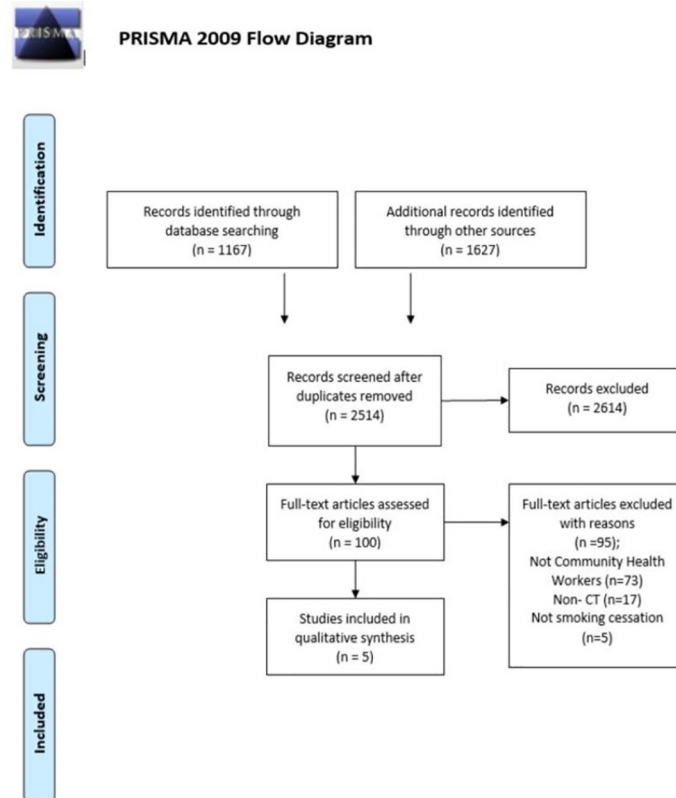 PRISMA
PRISMA 2009 Flow Diagram
Identification
Records identified through
database searching
(n = 1167)
Additional records identified
through other sources
(n = 1627)
Screening
Records screened after
duplicates removed
(n = 2514)
Records excluded
(n = 2614)
Eligibility
Full-text articles assessed
for eligibility
(n = 100)
Full-text articles excluded
with reasons
(n =95);
Not Community Health
Workers (n=73)
Non- CT (n=17)
Not smoking cessation
(n=5)
Studies included in
qualitative synthesis
(n = 5)
Included